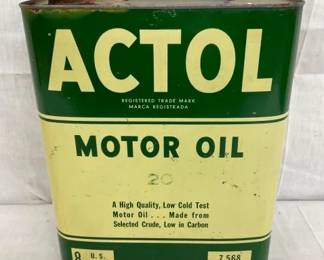 ACTOL
REGISTERED TRADE MARK
MARCA REGISTRADA
MOTOR OIL
20
A High Quality, Low Cold Test
Motor Oil . . . Made from
Selected Crude, Low in Carbon
8 U.S.
7.568